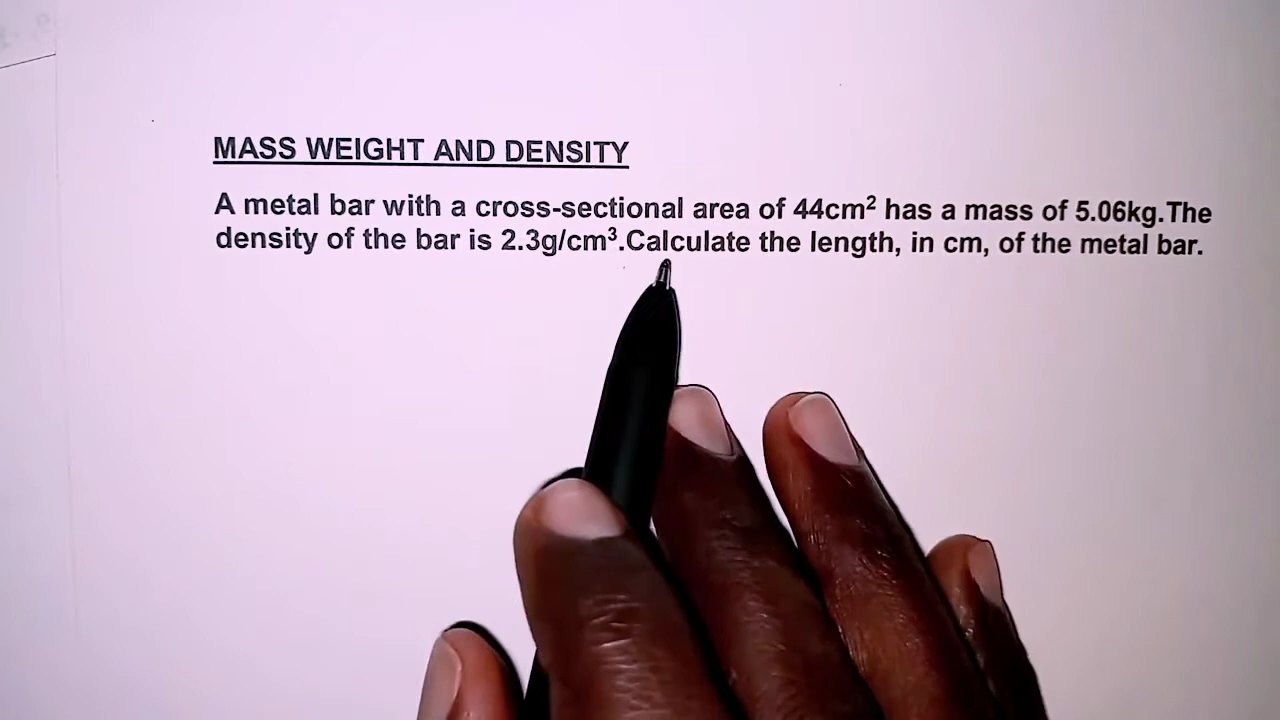 MASS WEIGHT AND DENSITY
A metal bar with a cross-sectional area of 44cm² has a mass of 5.06kg.The
density of the bar is 2.3g/cm³.Calculate the length, in cm, of the metal bar.